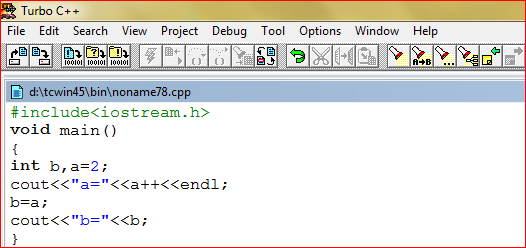 Turbo C++
File Edit Search View Project Debug Tool Options Window Help
A→B ...
d:\tcwin45\bin\noname78.cpp
#include<iostream.h>
void main()
{
int b,a=2;
cout<<"a="<<a++<<endl;
b=a;
cout<<"b="<<b;
}